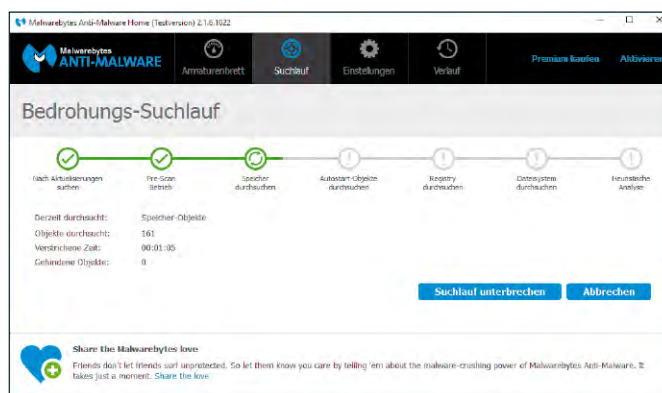 Malwarebytes Anti-Malware Home (Testversion) 2.1.6.1022
Malwarebytes
ANTI-MALWARE
Armaturenbrett
Suchlauf
Einstellungen
Verlauf
Premium kaufen
Aktivieren
Bedrohungs-Suchlauf
Nach Aktualisierungen
suchen
Pre-Scan
Betrieb
Speicher
durchsuchen
Autostart-Objekte
durchsuchen
Registry
durchsuchen
Dateisystem
durchsuchen
Heuristische
Analyse
Derzeit durchsucht: Speicher-Objekte
Objekte durchsucht: 161
Verstrichene Zeit: 00:01:05
Gefundene Objekte: 0
Suchlauf unterbrechen
Abbrechen
Share the Malwarebytes love
Friends don't let friends surf unprotected. So let them know you care by telling 'em about the malware-crushing power of Malwarebytes Anti-Malware. It
takes just a moment. Share the love